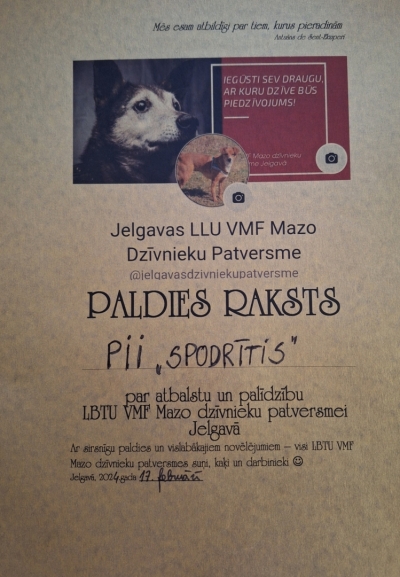 Mēs esam atbildīgi par tiem, kurus pieradinām
Antuāns de Sent-Ekziperī
IEGŪSTI SEV DRAUGU,
AR KURU DZĪVE BŪS
PIEDZĪVOJUMS!
Mazo dzīvnieku
Jelgavā
Jelgavas LLU VMF Mazo
Dzīvnieku Patversme
@jelgavasdzivniekupatversme
PALDIES RAKSTS
PII „SPODRĪTIS"
par atbalstu un palīdzību
LBTU VMF Mazo dzīvnieku patversmei
Jelgavā
Ar sirsnīgu paldies un vislabākajiem novēlējumiem – visi LBTU VMF
Mazo dzīvnieku patversmes suņi, kaķi un darbinieki ☺
Jelgavā, 2024.gada 17. februārī